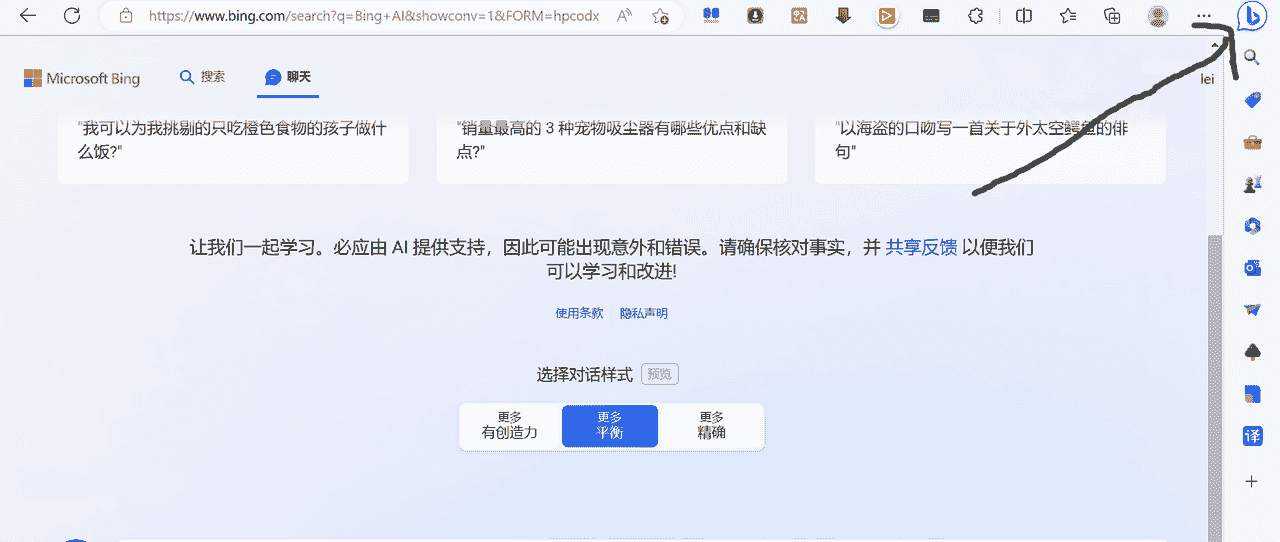 https://www.bing.com/search?q=Bing+AI&showconv=1&FORM=hpcodx
Microsoft Bing
搜索
聊天
lei
"我可以为我挑剔的只吃橙色食物的孩子做什
么饭?"
"销量最高的 3 种宠物吸尘器有哪些优点和缺
点?"
"以海盗的口吻写一首关于外太空鳄鱼的俳
句"
让我们一起学习。必应由 AI 提供支持，因此可能出现意外和错误。请确保核对事实，并 共享反馈 以便我们
可以学习和改进!
使用条款
隐私声明
选择对话样式 预览
更多
有创造力
更多
平衡
更多
精确
译